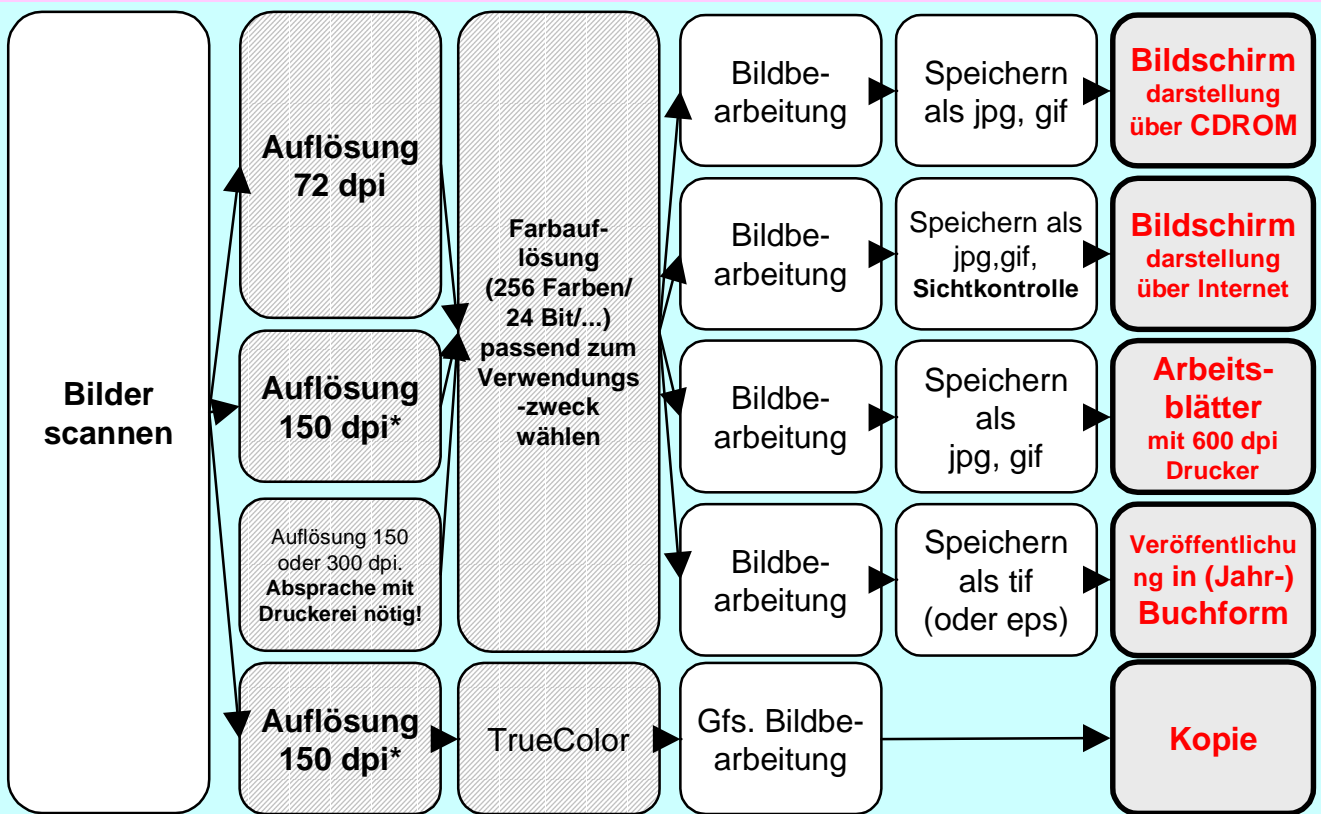 Bilder
scannen
Auflösung
72 dpi
Auflösung
150 dpi*
Auflösung 150
oder 300 dpi.
Absprache mit
Druckerei nötig!
Auflösung
150 dpi*
Farbauf-
lösung
(256 Farben/
24 Bit/...)
passend zum
Verwendungs
-zweck
wählen
TrueColor
Bildbe-
arbeitung
Speichern
als jpg, gif
Bildschirm
darstellung
über CDROM
Bildbe-
arbeitung
Speichern als
jpg,gif,
Sichtkontrolle
Bildschirm
darstellung
über Internet
Bildbe-
arbeitung
Speichern
als
jpg, gif
Arbeits-
blätter
mit 600 dpi
Drucker
Bildbe-
arbeitung
Speichern
als tif
(oder eps)
Veröffentlichu
ng in (Jahr-)
Buchform
Gfs. Bildbe-
arbeitung
Kopie